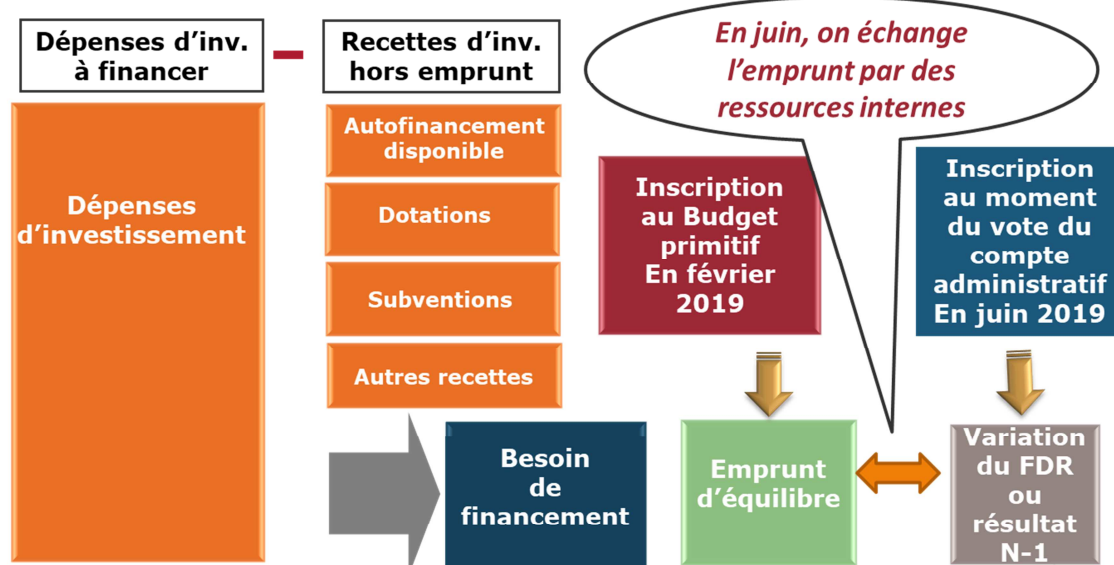 Dépenses d’inv.
à financer
Recettes d’inv.
hors emprunt
En juin, on échange
l’emprunt par des
ressources internes
Dépenses
d’investissement
Autofinancement
disponible
Dotations
Subventions
Autres recettes
Inscription
au Budget
primitif
En février
2019
Inscription
au moment
du vote du
compte
administratif
En juin 2019
Besoin
de
financement
Emprunt
d’équilibre
Variation
du FDR
ou
résultat
N-1